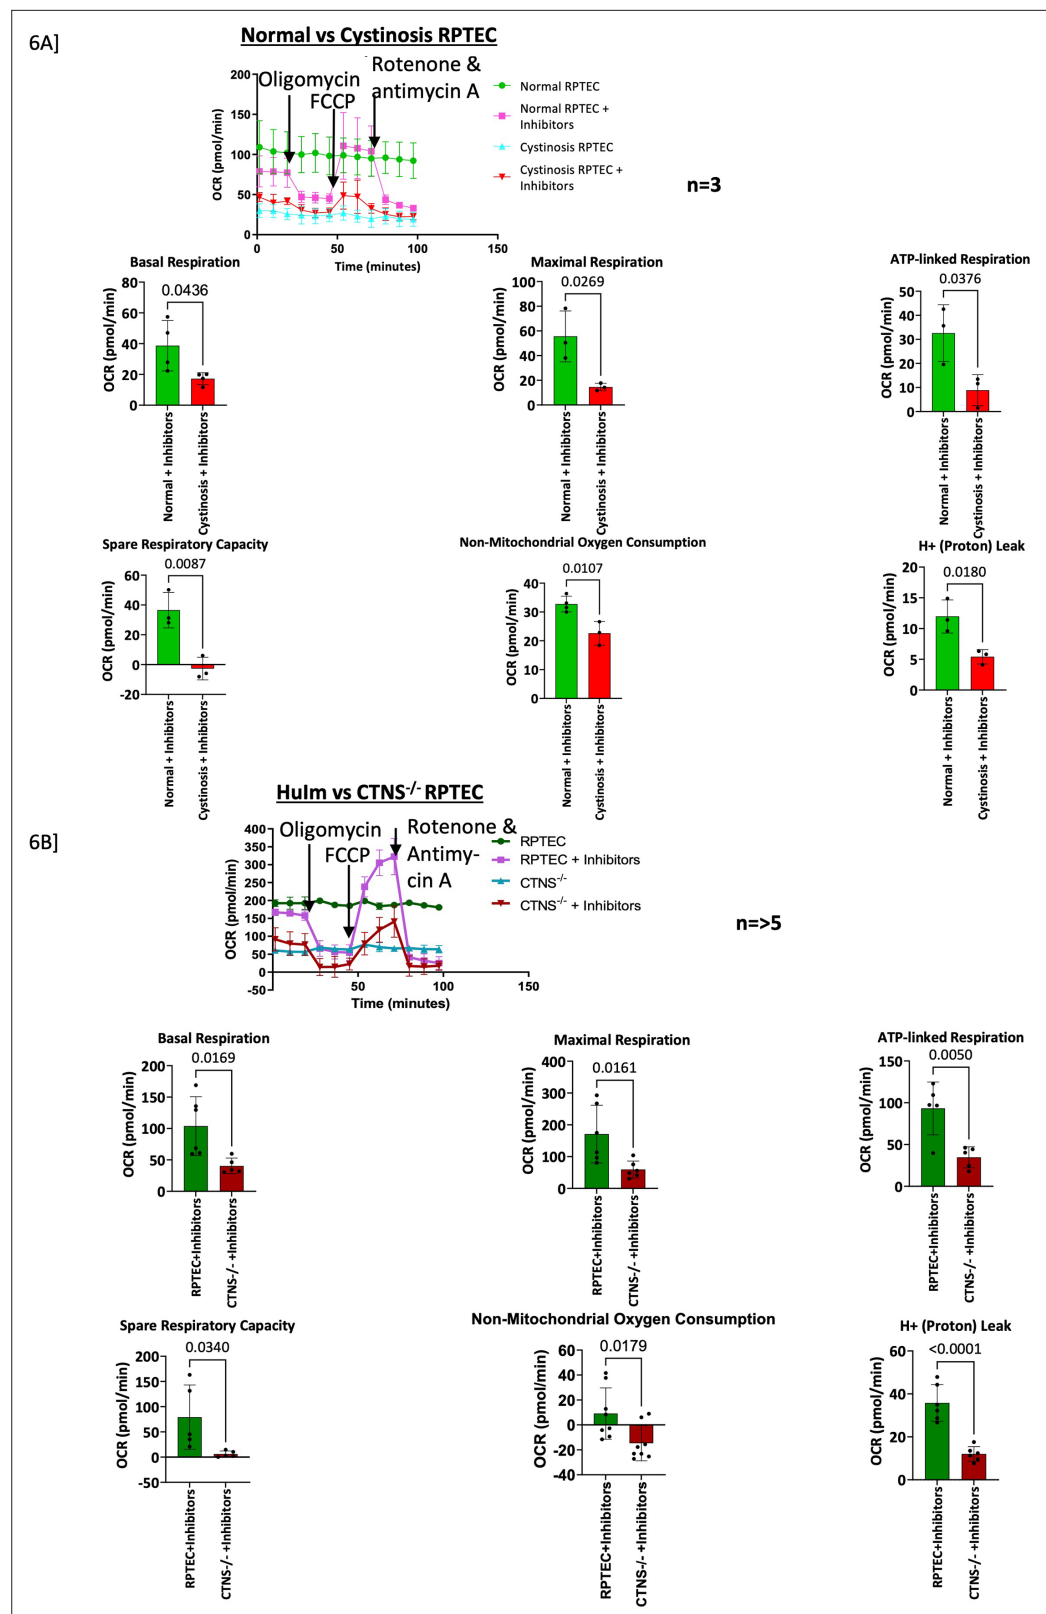 6A]
Normal vs Cystinosis RPTEC
Oligomycin
FCCP
Rotenone &
antimycin A
OCR (pmol/min)
200
150
100
50
0
0
50
100
150
Time (minutes)
Normal RPTEC
Normal RPTEC +
Inhibitors
Cystinosis RPTEC
Cystinosis RPTEC +
Inhibitors
n=3
Basal Respiration
0.0436
OCR (pmol/min)
80
60
40
20
0
Normal + Inhibitors
Cystinosis + Inhibitors
Maximal Respiration
0.0269
OCR (pmol/min)
100
80
60
40
20
0
Normal + Inhibitors
Cystinosis + Inhibitors
ATP-linked Respiration
0.0376
OCR (pmol/min)
50
40
30
20
10
0
Normal + Inhibitors
Cystinosis + Inhibitors
Spare Respiratory Capacity
0.0087
OCR (pmol/min)
60
40
20
0
-20
Normal + Inhibitors
Cystinosis + Inhibitors
Non-Mitochondrial Oxygen Consumption
0.0107
OCR (pmol/min)
40
30
20
10
0
Normal + Inhibitors
Cystinosis + Inhibitors
H+ (Proton) Leak
0.0180
OCR (pmol/min)
20
15
10
5
0
Normal + Inhibitors
Cystinosis + Inhibitors
6B]
Hulm vs CTNS-/- RPTEC
Oligomycin
FCCP
Rotenone &
Antimy-
cin A
OCR (pmol/min)
400
350
300
250
200
150
100
50
0
-50
50
100
150
Time (minutes)
RPTEC
RPTEC + Inhibitors
CTNS-/-
CTNS-/- + Inhibitors
n=>5
Basal Respiration
0.0169
OCR (pmol/min)
200
150
100
50
0
RPTEC+Inhibitors
CTNS-/- +Inhibitors
Maximal Respiration
0.0161
OCR (pmol/min)
400
300
200
100
0
RPTEC+Inhibitors
CTNS-/- +Inhibitors
ATP-linked Respiration
0.0050
OCR (pmol/min)
150
100
50
0
RPTEC+Inhibitors
CTNS-/- +Inhibitors
Spare Respiratory Capacity
0.0340
OCR (pmol/min)
200
150
100
50
0
-50
RPTEC+Inhibitors
CTNS-/- +Inhibitors
Non-Mitochondrial Oxygen Consumption
0.0179
OCR (pmol/min)
60
40
20
0
-20
-40
RPTEC+Inhibitors
CTNS-/- +Inhibitors
H+ (Proton) Leak
<0.0001
OCR (pmol/min)
60
40
20
0
RPTEC+Inhibitors
CTNS-/- +Inhibitors